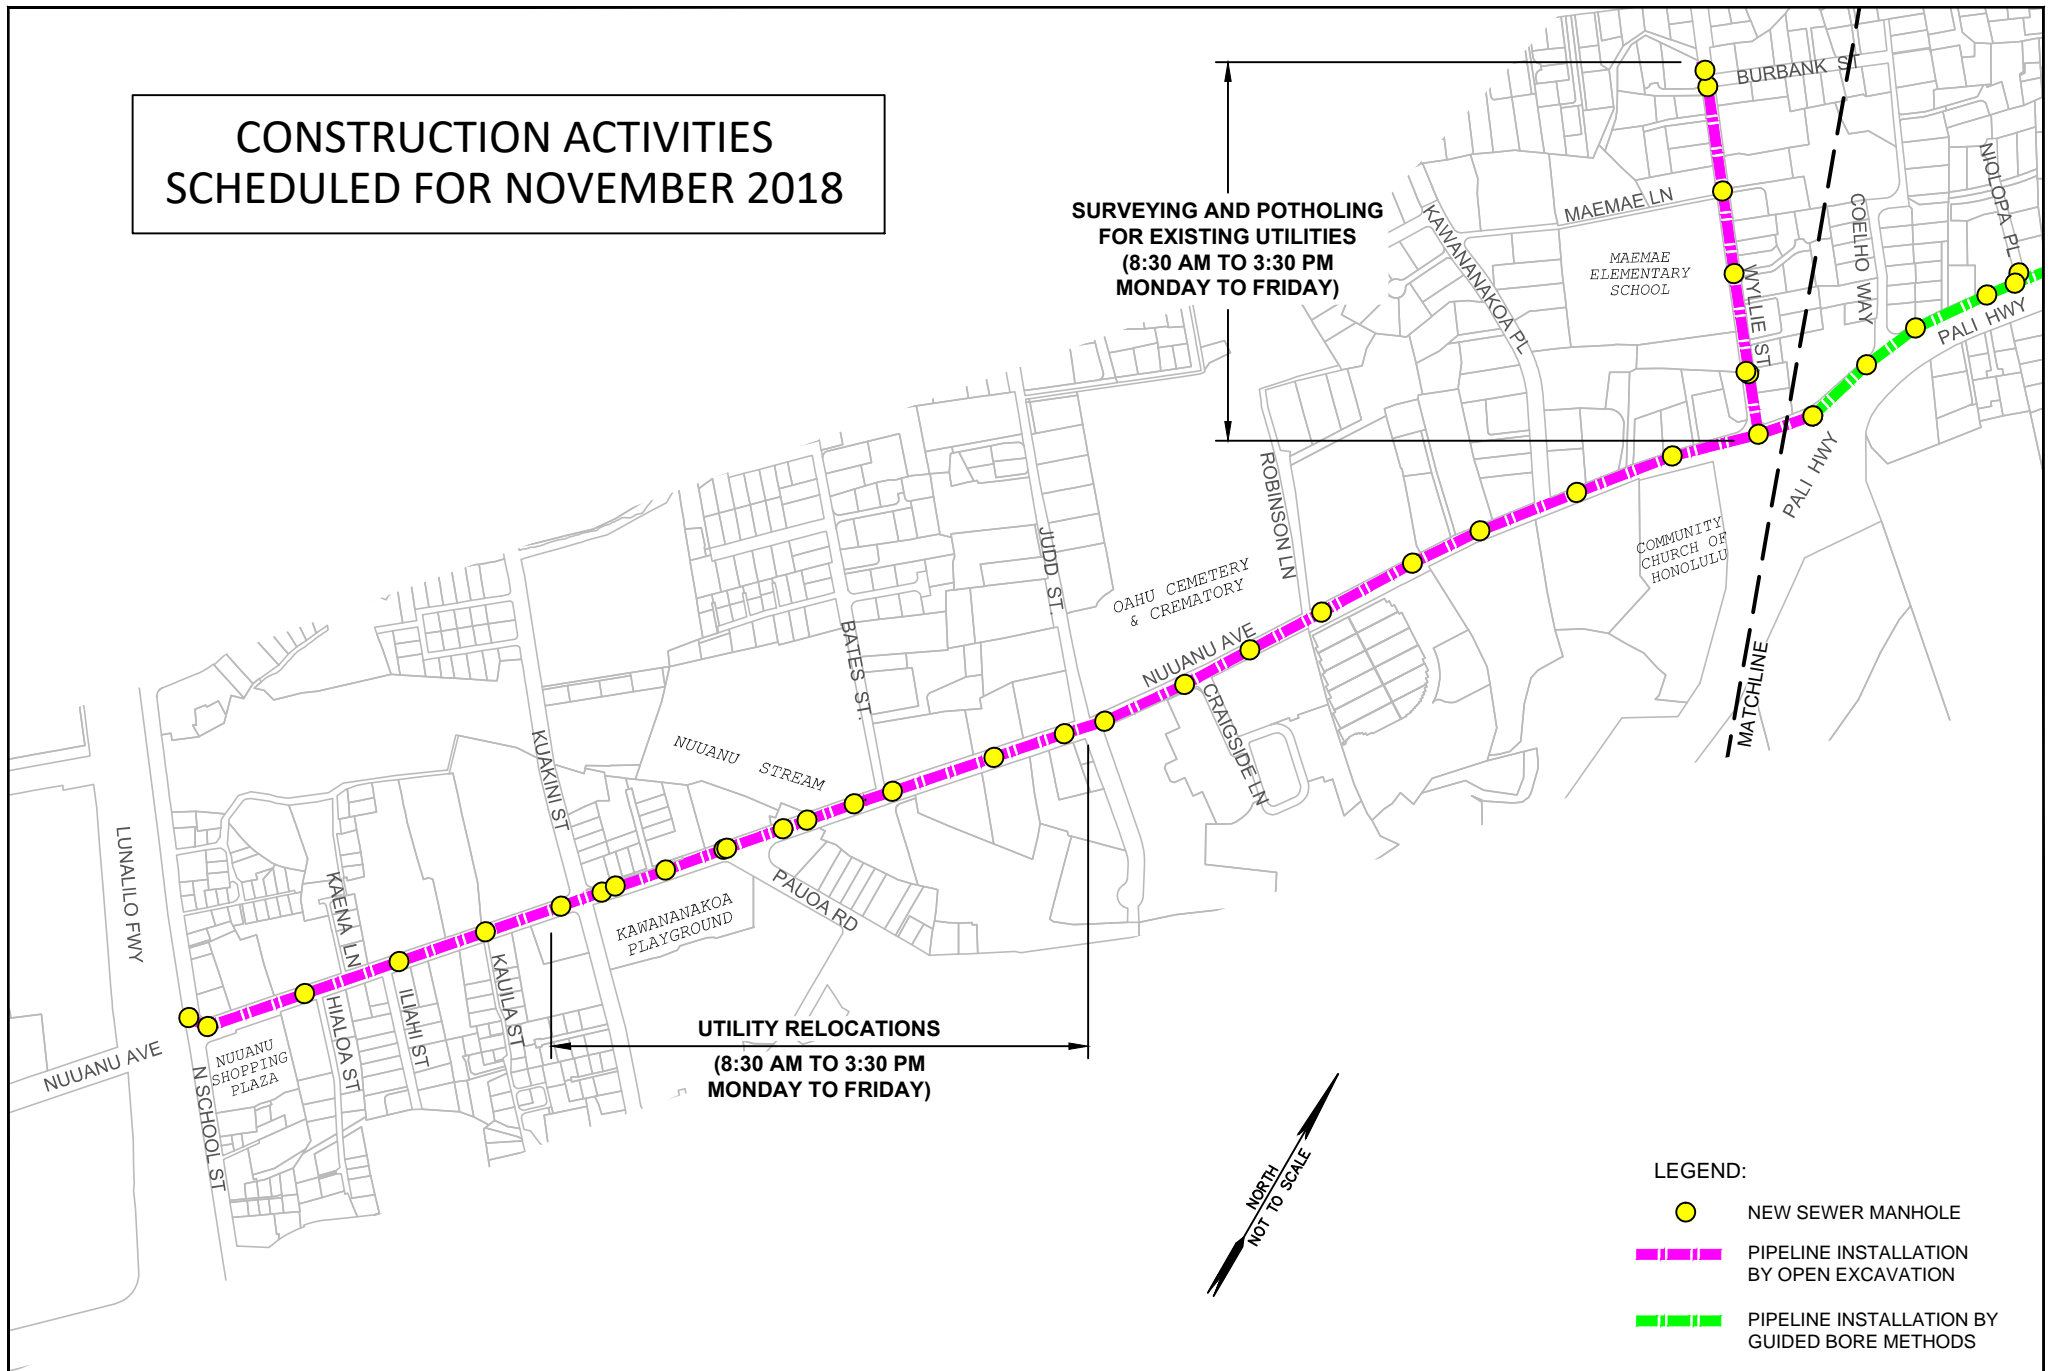 CONSTRUCTION ACTIVITIES
SCHEDULED FOR NOVEMBER 2018
BURBANK ST
NIOLOPA PL
SURVEYING AND POTHOLING
FOR EXISTING UTILITIES
(8:30 AM TO 3:30 PM
MONDAY TO FRIDAY)
MAEMAE LN
KAWANANAKOA PL
MAEMAE
ELEMENTARY
SCHOOL
WYLLIE ST
COELHO WAY
PALI HWY
PALI HWY
ROBINSON LN
JUDD ST.
OAHU CEMETERY
& CREMATORY
COMMUNITY
CHURCH OF
HONOLULU
NUUANU AVE
CRAIGSIDE LN
MATCHLINE
BATES ST.
NUUANU STREAM
KUAKINI ST
LUNALILO FWY
KAENA LN
KAWANANAKOA
PLAYGROUND
PAUOA RD
KAUILA ST
ILIAHI ST
HIALOA ST
NUUANU AVE
NUUANU
SHOPPING
PLAZA
N SCHOOL ST
UTILITY RELOCATIONS
(8:30 AM TO 3:30 PM
MONDAY TO FRIDAY)
NORTH
NOT TO SCALE
LEGEND:
NEW SEWER MANHOLE
PIPELINE INSTALLATION
BY OPEN EXCAVATION
PIPELINE INSTALLATION BY
GUIDED BORE METHODS